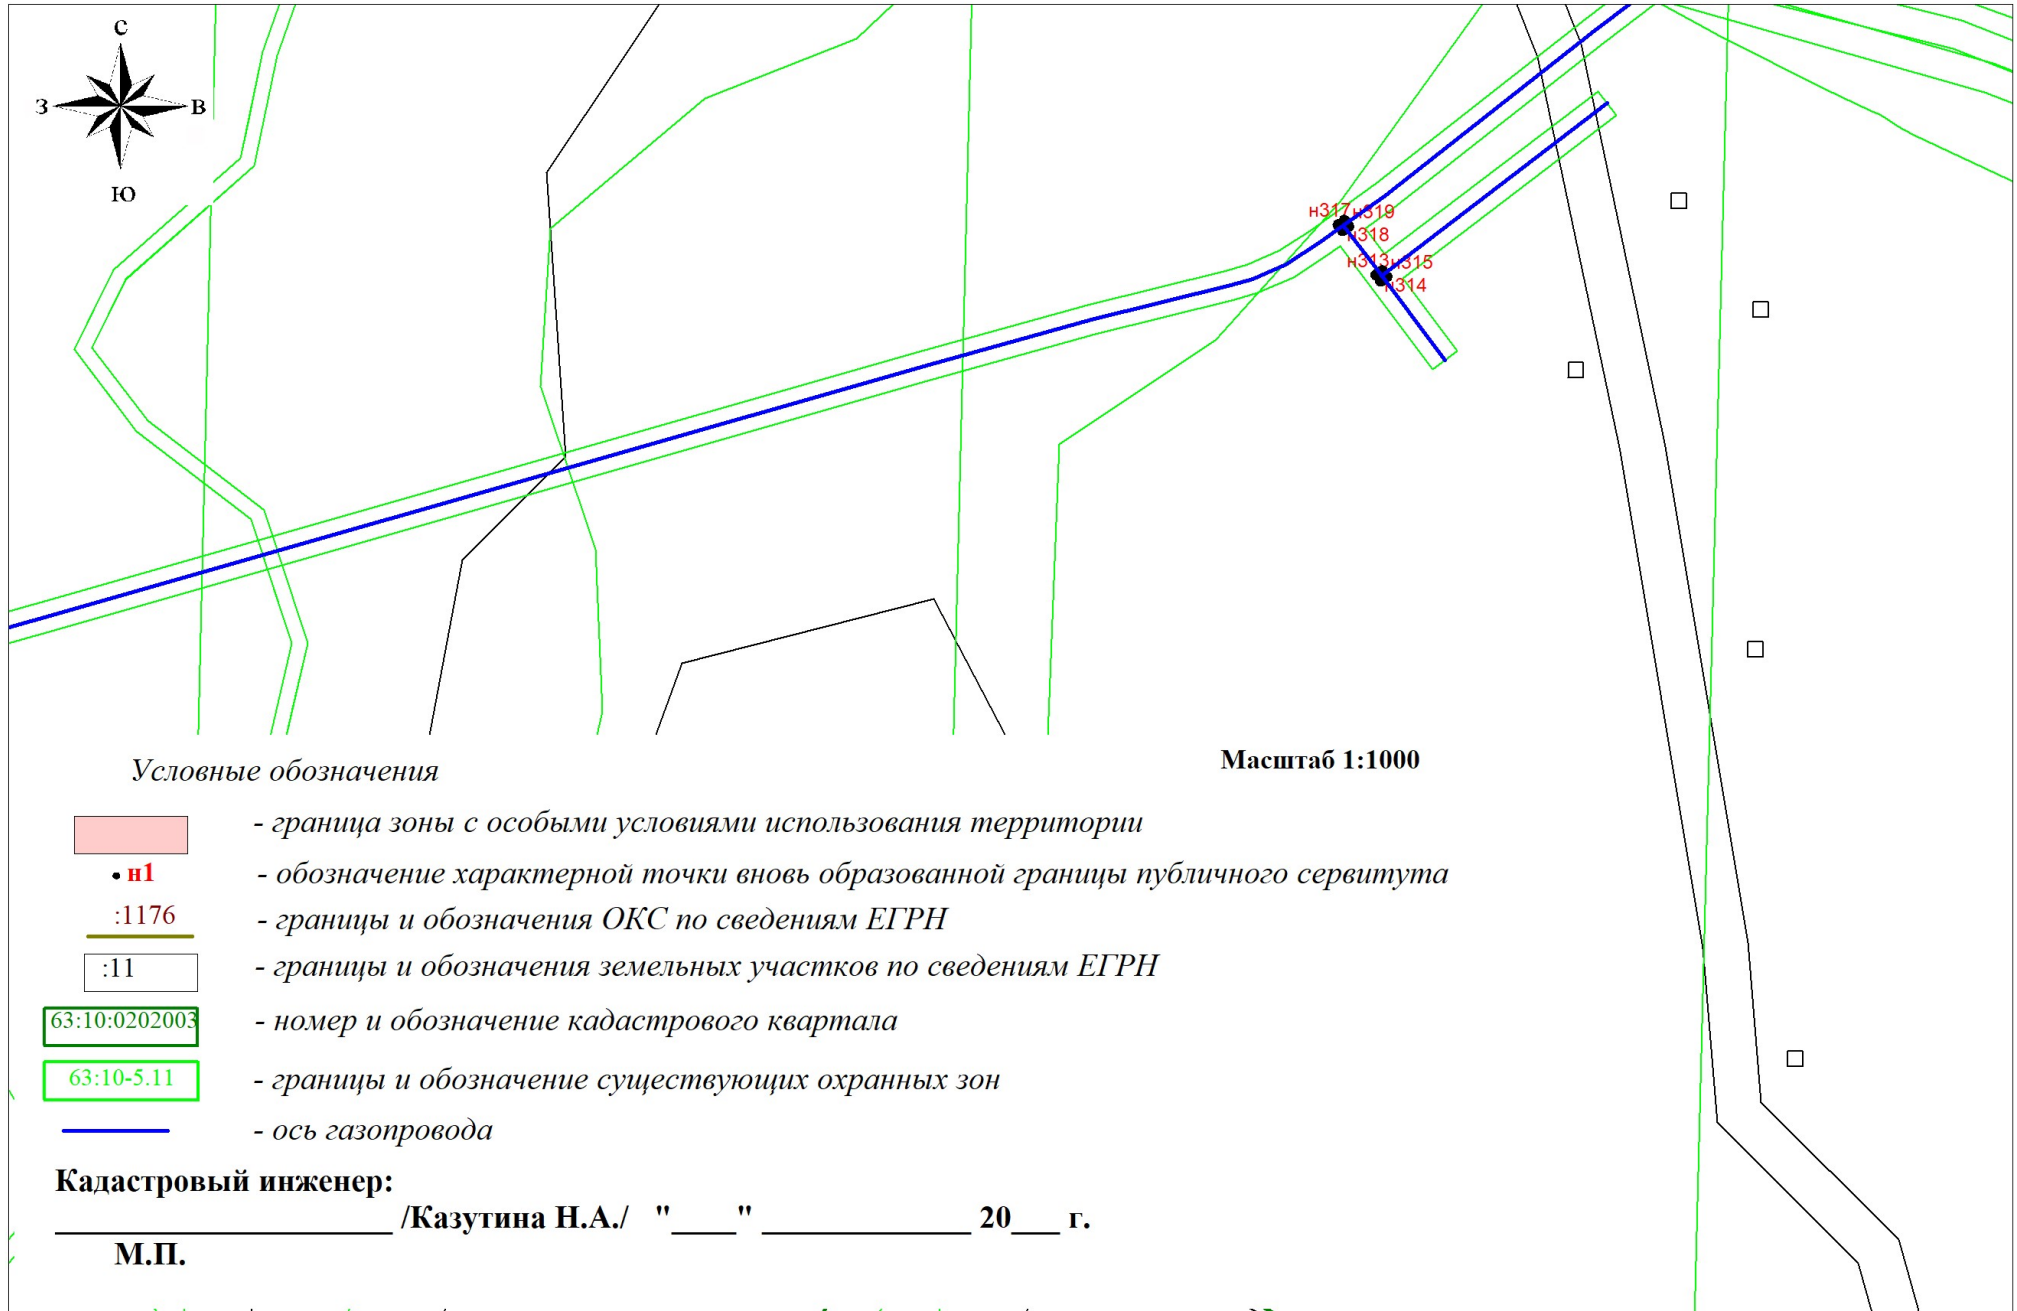 С
З В
Ю
н317 н319
н318
н313 н315
н314
Масштаб 1:1000
Условные обозначения
- граница зоны с особыми условиями использования территории
н1 - обозначение характерной точки вновь образованной границы публичного сервитута
:1176 - границы и обозначения ОКС по сведениям ЕГРН
:11 - границы и обозначения земельных участков по сведениям ЕГРН
63:10:0202003 - номер и обозначение кадастрового квартала
63:10-5.11 - границы и обозначение существующих охранных зон
- ось газопровода
Кадастровый инженер:
_____________________ /Казутина Н.А./ "____" _____________ 20___ г.
М.П.